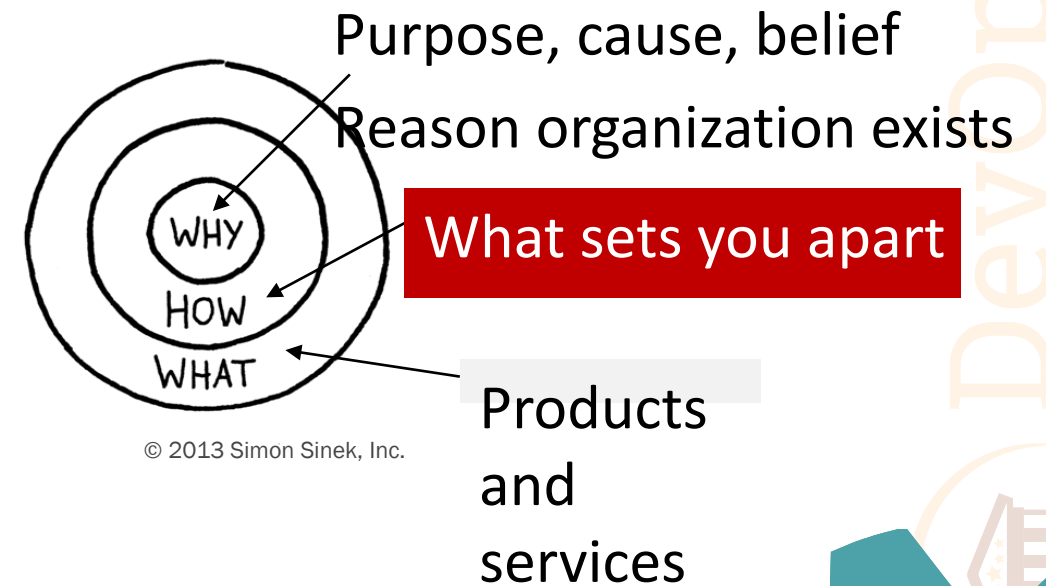 Purpose, cause, belief
Reason organization exists
WHY
What sets you apart
HOW
WHAT
Products
and
services
© 2013 Simon Sinek, Inc.
DevOp